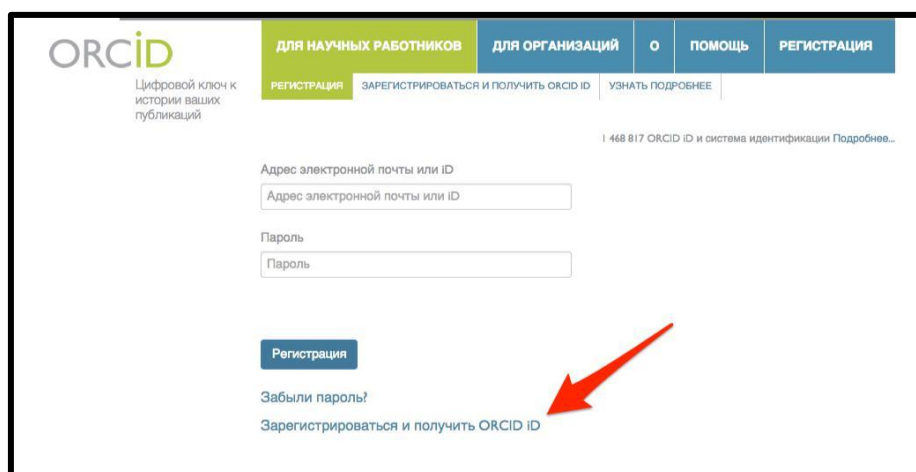 ORCID
Цифровой ключ к
истории ваших
публикаций
ДЛЯ НАУЧНЫХ РАБОТНИКОВ ДЛЯ ОРГАНИЗАЦИЙ О ПОМОЩЬ РЕГИСТРАЦИЯ
РЕГИСТРАЦИЯ ЗАРЕГИСТРИРОВАТЬСЯ И ПОЛУЧИТЬ ORCID ID УЗНАТЬ ПОДРОБНЕЕ
1 468 817 ORCID iD и система идентификации Подробнее...
Адрес электронной почты или iD
Адрес электронной почты или iD
Пароль
Пароль
Регистрация
Забыли пароль?
Зарегистрироваться и получить ORCID iD